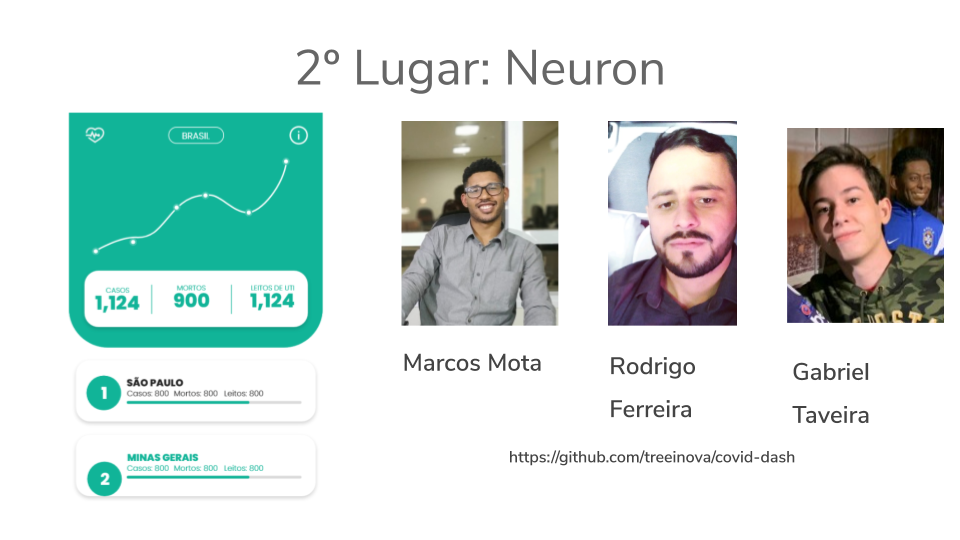 2º Lugar: Neuron
BRASIL
CASOS
1,124
MORTOS
900
LEITOS DE UTI
1,124
1
SÃO PAULO
Casos: 800 Mortos: 800 Leitos: 800
2
MINAS GERAIS
Casos: 800 Mortos: 800 Leitos: 800
Marcos Mota
Rodrigo
Ferreira
Gabriel
Taveira
https://github.com/treeinova/covid-dash